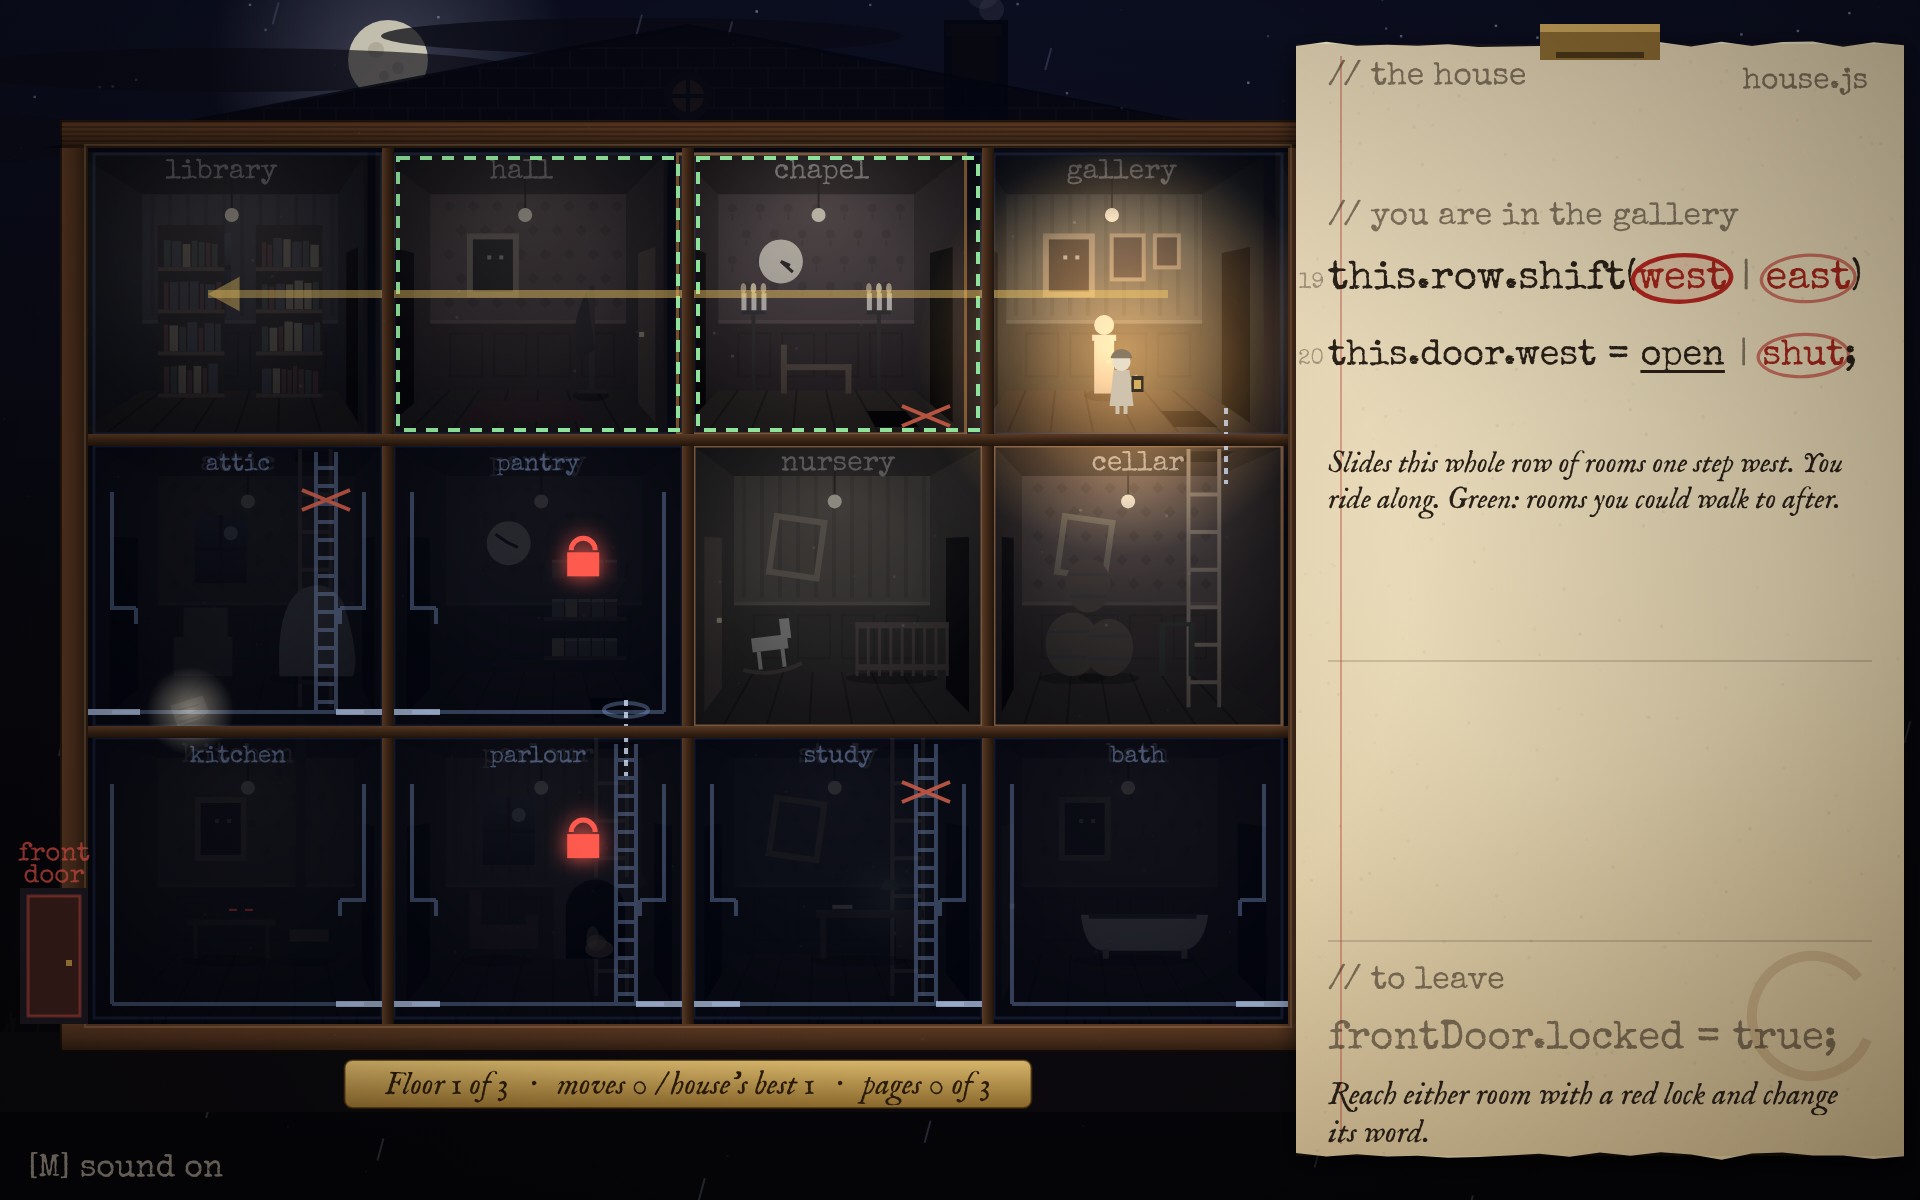 library
hall
chapel
gallery
attic
pantry
nursery
cellar
kitchen
parlour
study
bath
front
door
Floor 1 of 3 · moves 0 / house's best 1 · pages 0 of 3
[M] sound on
// the house
house.js
// you are in the gallery
19 this.row.shift(west | east)
20 this.door.west = open | shut;
Slides this whole row of rooms one step west. You
ride along. Green: rooms you could walk to after.
// to leave
frontDoor.locked = true;
Reach either room with a red lock and change
its word.